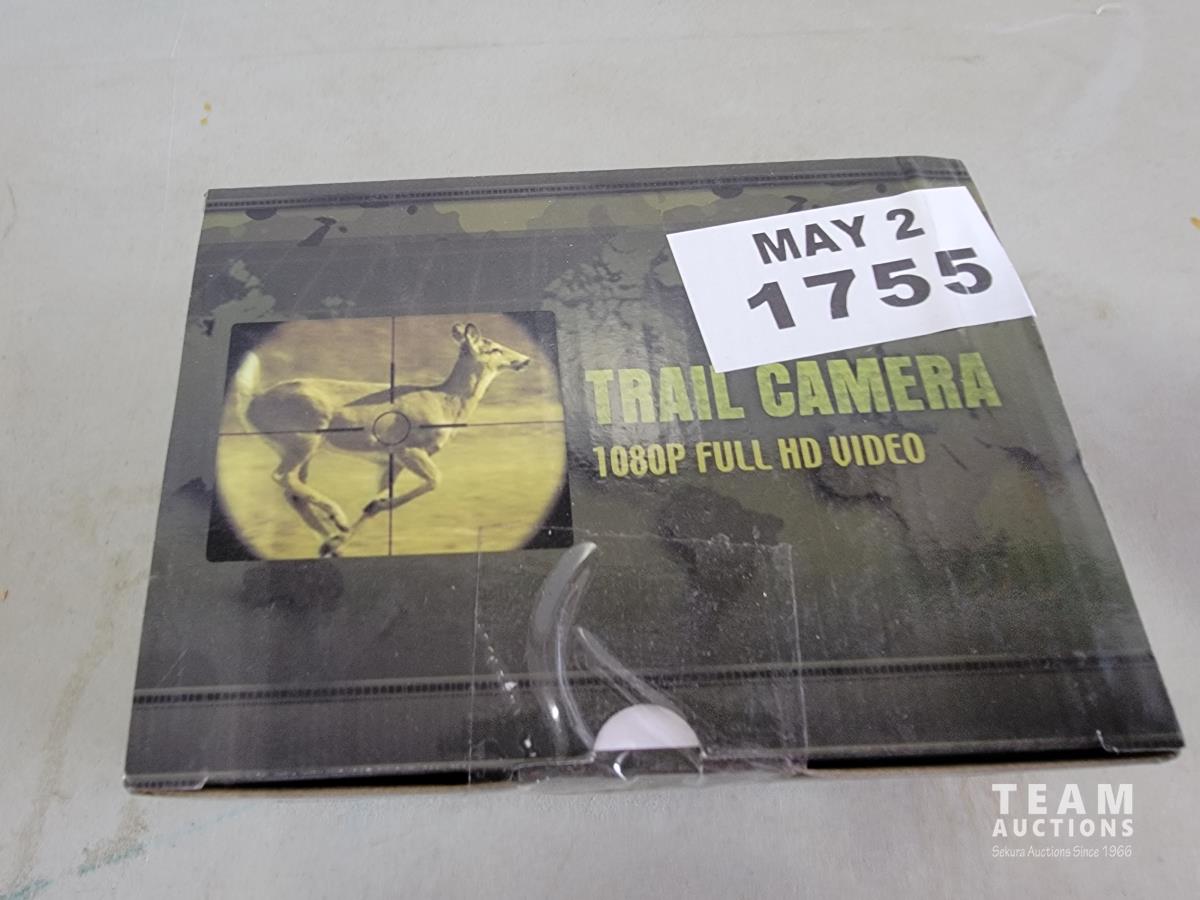 MAY 2
1755
TRAIL CAMERA
1080P FULL HD VIDEO
TEAM
AUCTIONS
Sekura Auctions Since 1966